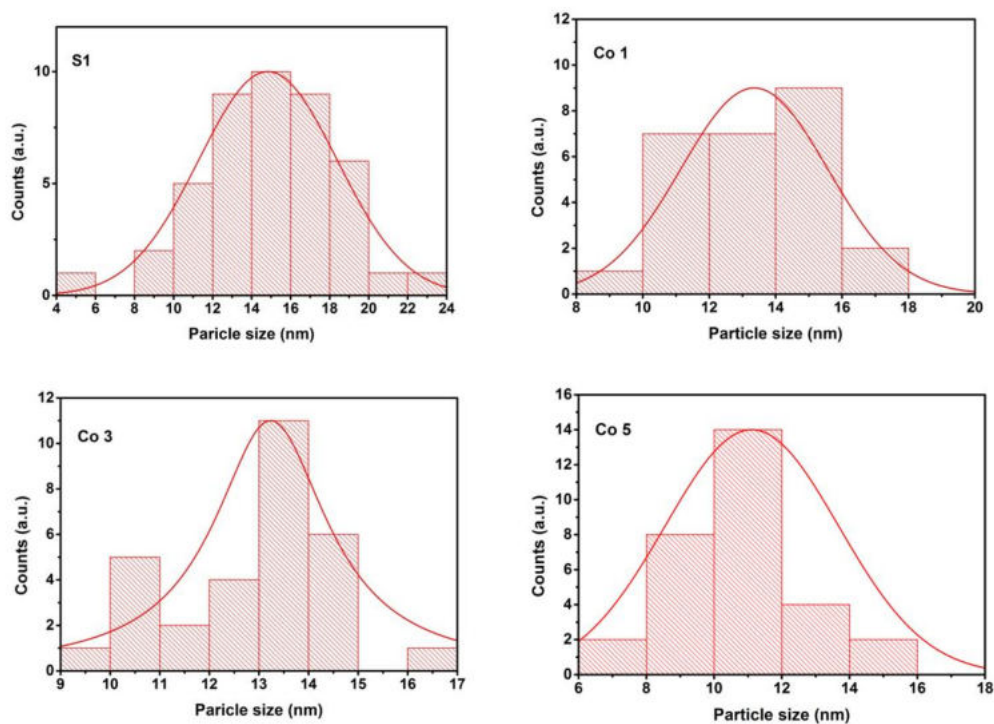 S1
10
5
0
4 6 8 10 12 14 16 18 20 22 24
Counts (a.u.)
Paricle size (nm)
Co 1
12
10
8
6
4
2
0
8 10 12 14 16 18 20
Counts (a.u.)
Particle size (nm)
Co 3
12
10
8
6
4
2
0
9 10 11 12 13 14 15 16 17
Counts (a.u.)
Paricle size (nm)
Co 5
16
14
12
10
8
6
4
2
0
6 8 10 12 14 16 18
Counts (a.u.)
Particle size (nm)